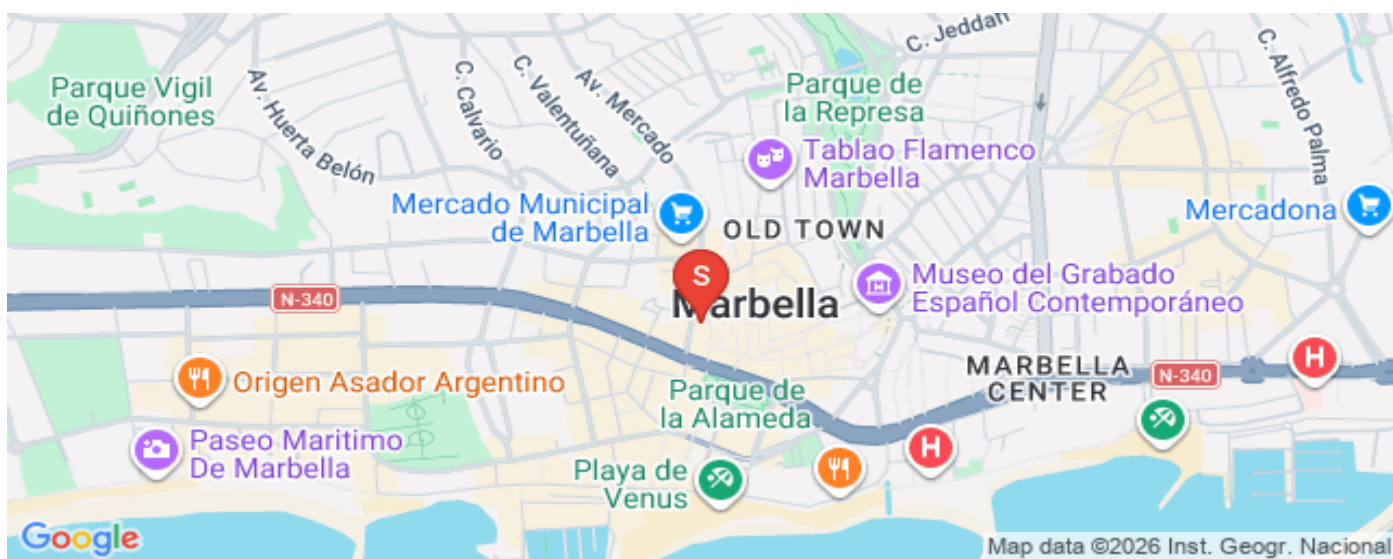 C. Jeddah
Parque Vigil
de Quiñones
Av. Huerta Belón
C. Calvario
C. Valentuñana
Av. Mercado
Parque de
la Represa
C. Alfredo Palma
Tablao Flamenco
Marbella
Mercado Municipal
de Marbella
OLD TOWN
Mercadona
S
Marbella
Museo del Grabado
Español Contemporáneo
N-340
Origen Asador Argentino
Parque de
la Alameda
MARBELLA
CENTER
N-340
H
Paseo Maritimo
De Marbella
Playa de
Venus
H
Google
Map data ©2026 Inst. Geogr. Nacional